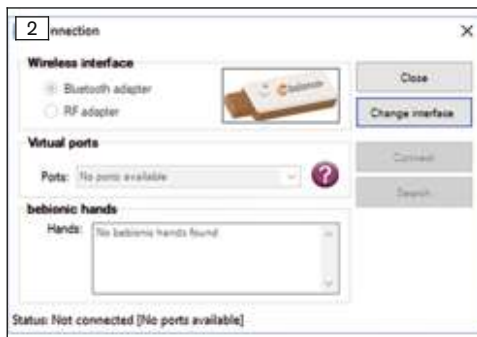 2
nnection
Wireless interface
Bluetooth adapter
RF adapter
bebionic
Close
Change interface
Virtual ports
Ports: No ports available
?
Connect
Search
bebionic hands
Hands: No bebionic hands found
Status: Not connected [No ports available]